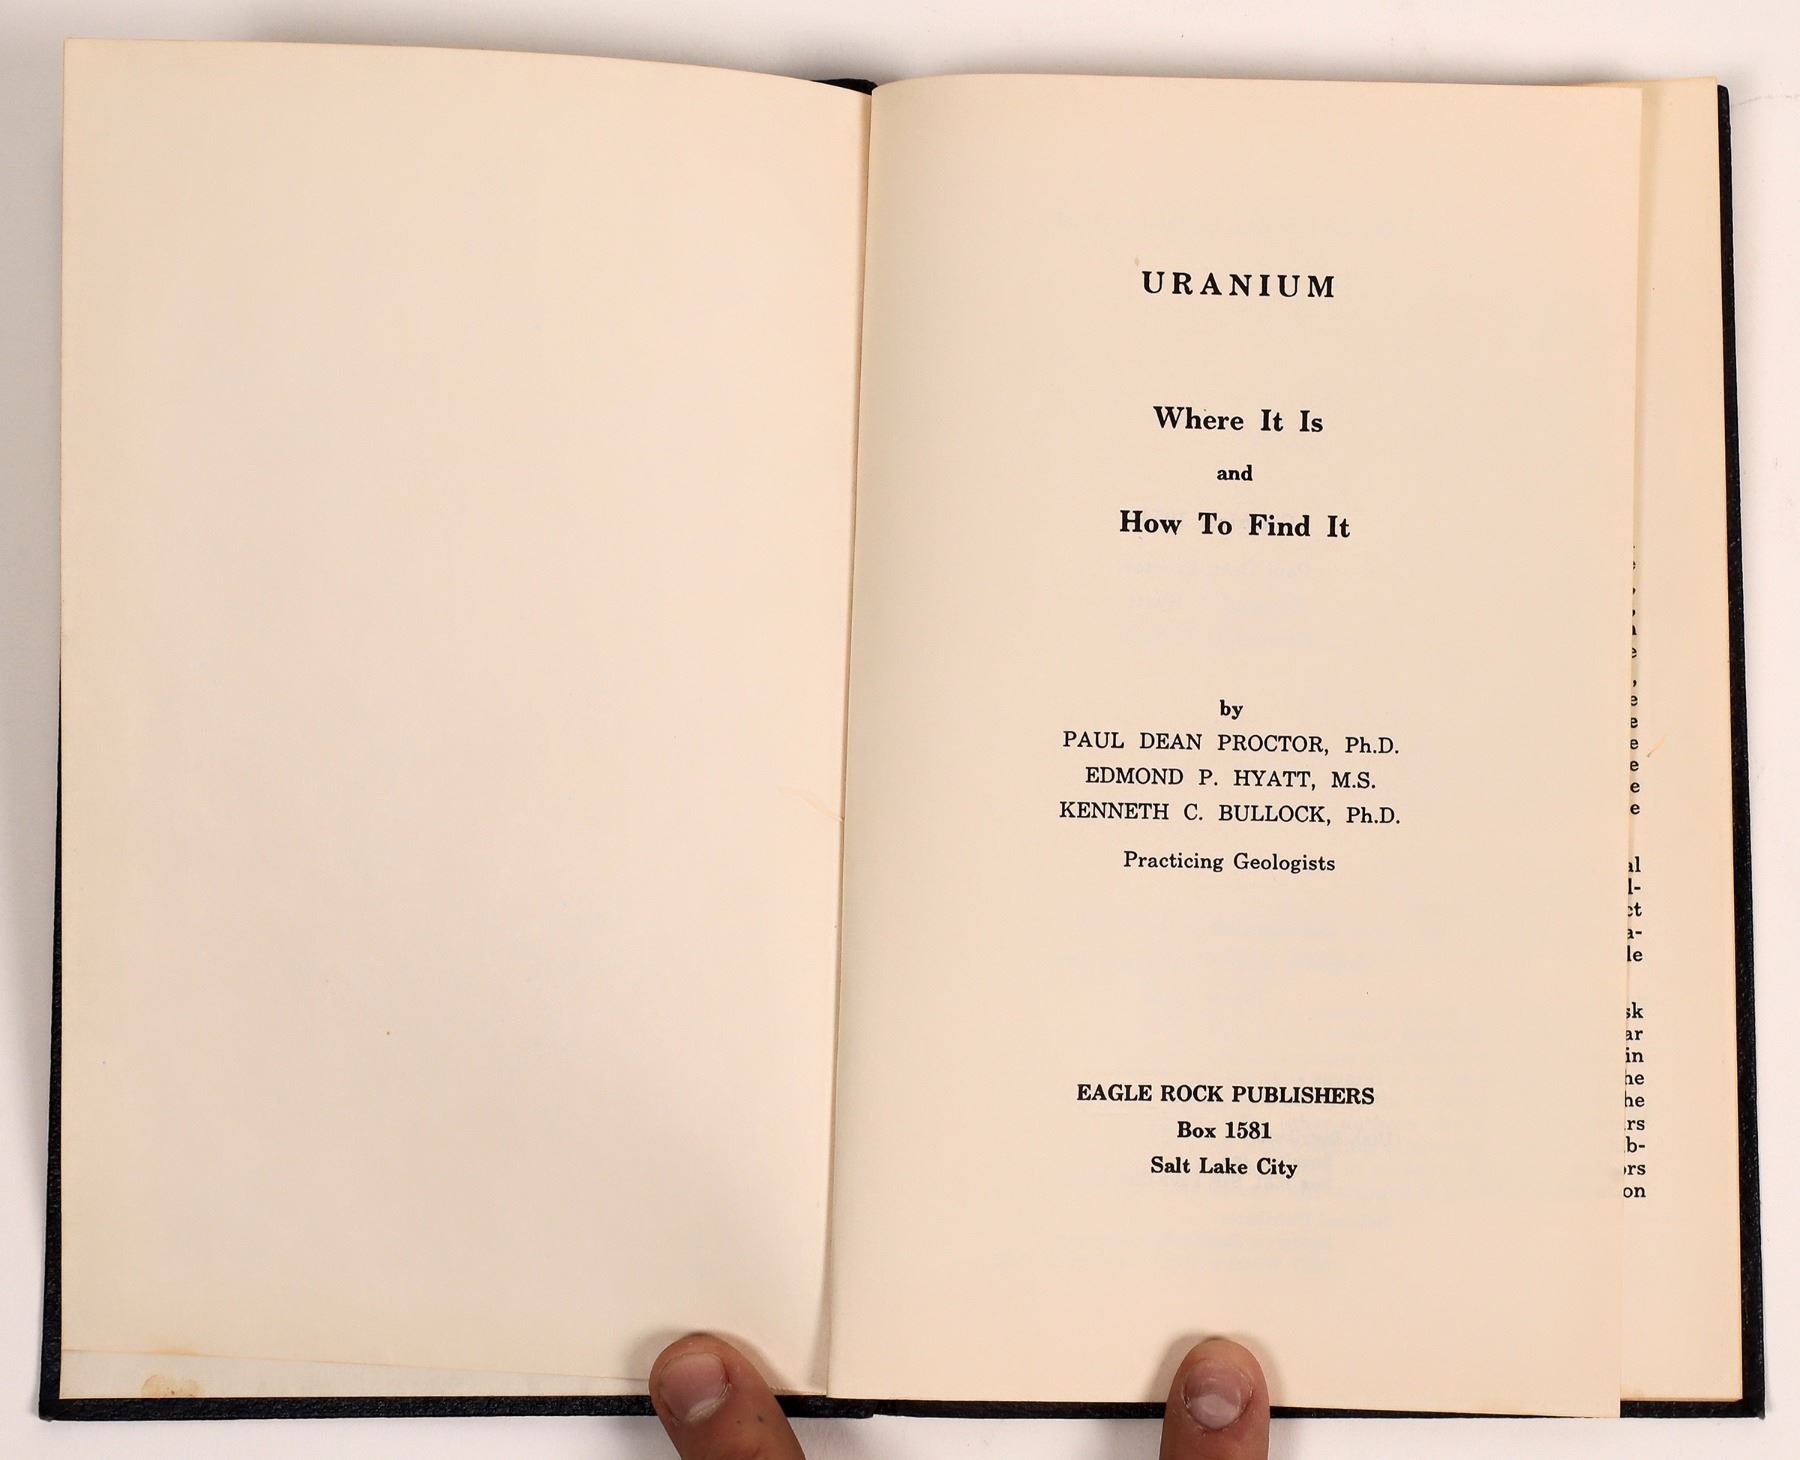 URANIUM
Where It Is
and
How To Find It
by
PAUL DEAN PROCTOR, Ph.D.
EDMOND P. HYATT, M.S.
KENNETH C. BULLOCK, Ph.D.
Practicing Geologists
EAGLE ROCK PUBLISHERS
Box 1581
Salt Lake City